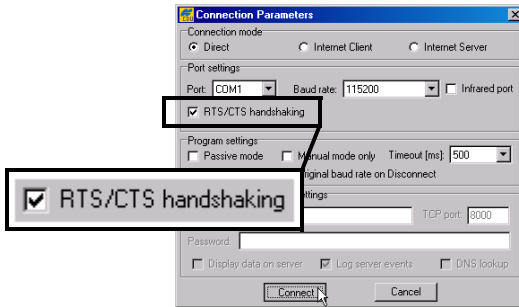 Connection Parameters
Connection mode
Direct Internet Client Internet Server
Port settings
Port: COM1 Baud rate: 115200 Infrared port
RTS/CTS handshaking
Program settings
Passive mode Manual mode only Timeout [ms]: 500
riginal baud rate on Disconnect
RTS/CTS handshaking
ttings
TCP port: 8000
Password:
Display data on server Log server events DNS lookup
Connect Cancel